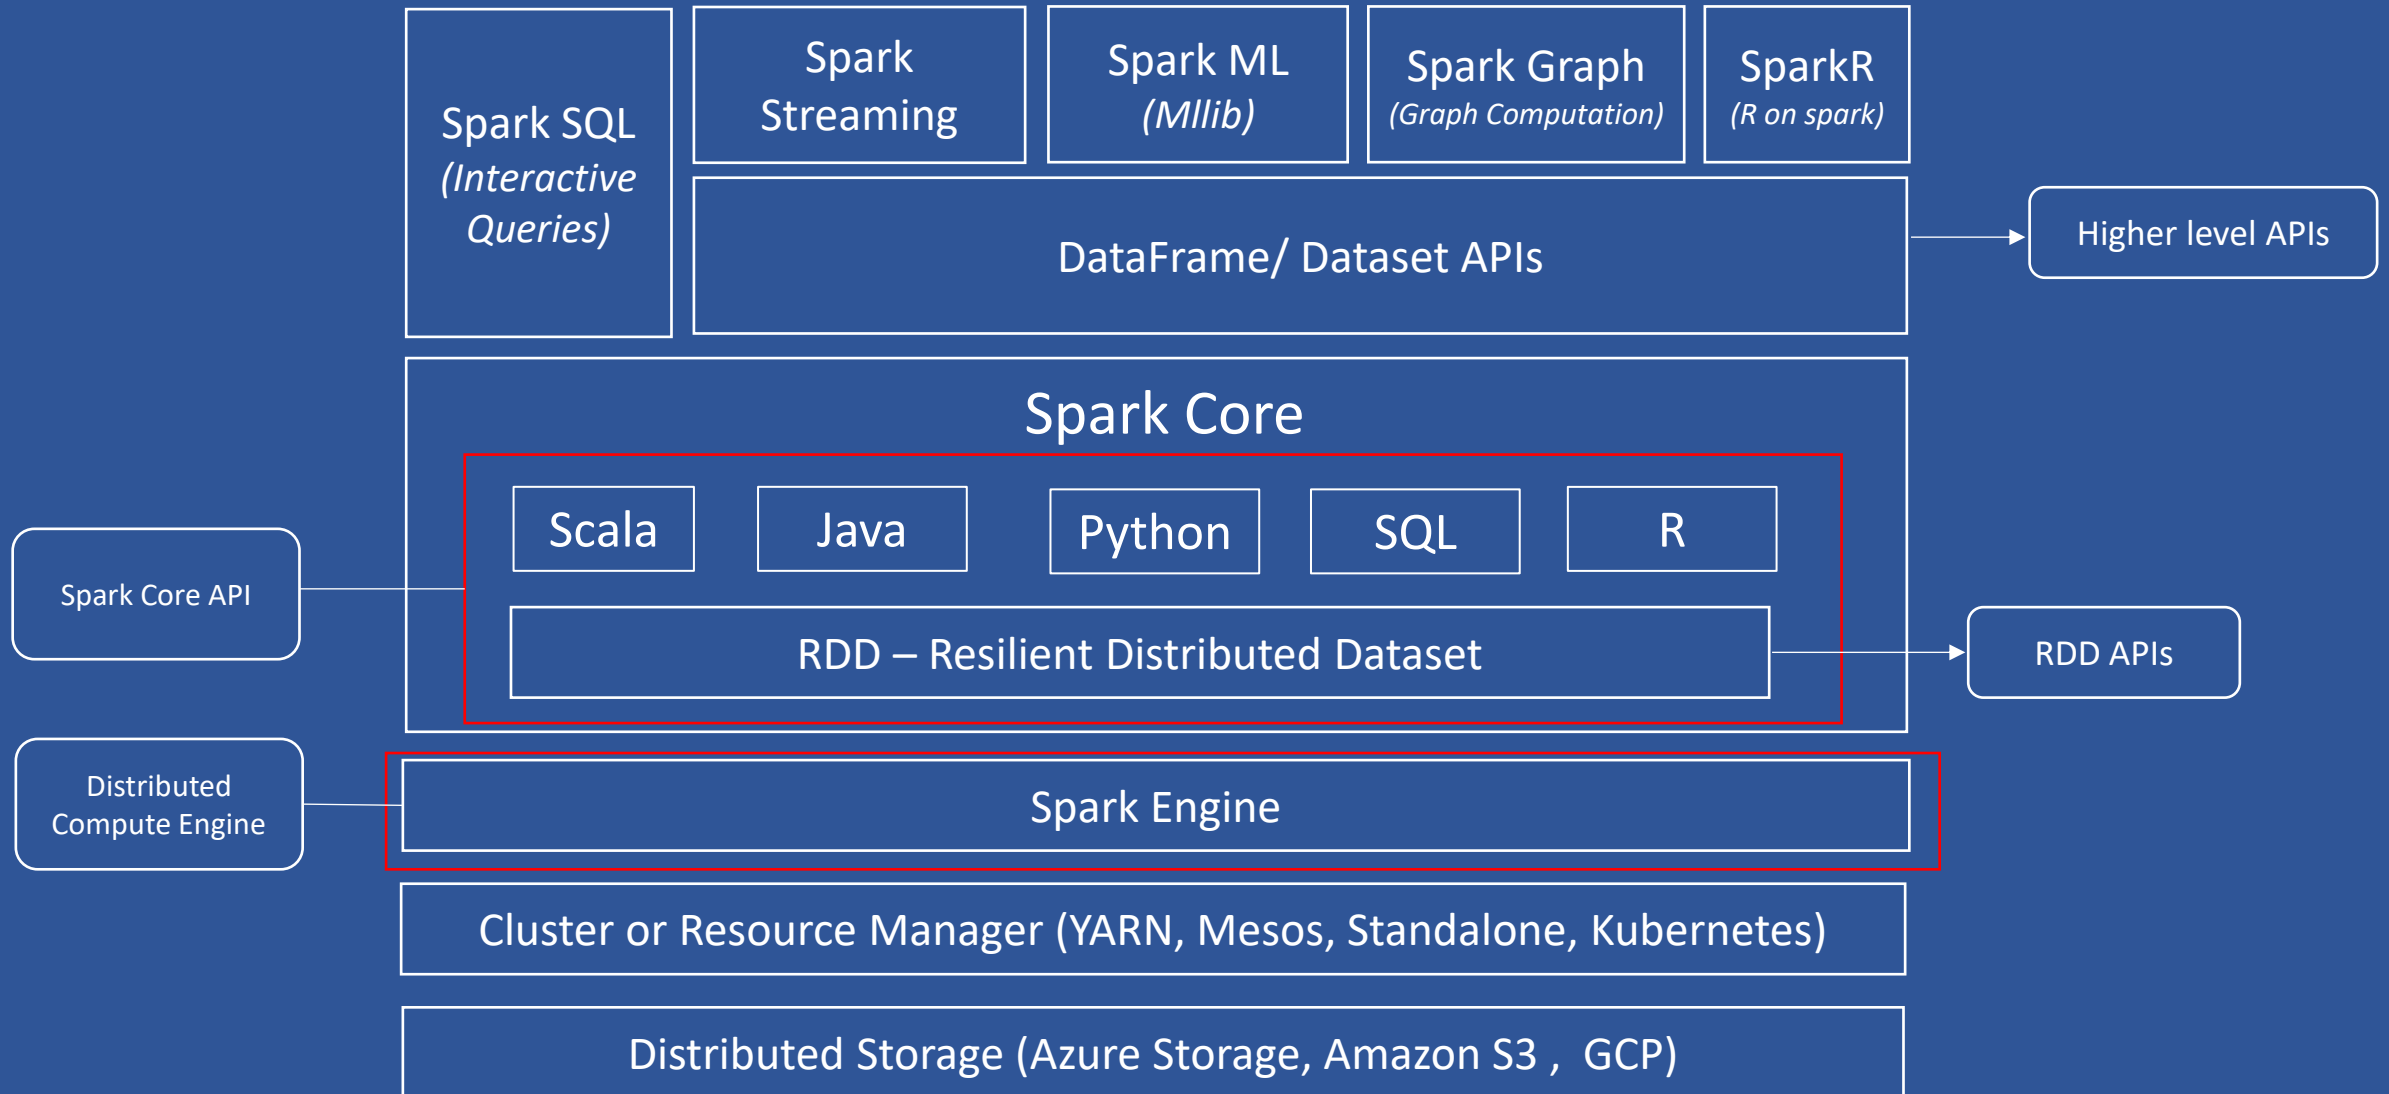 Spark SQL
(Interactive
Queries)
Spark
Streaming
Spark ML
(Mllib)
Spark Graph
(Graph Computation)
SparkR
(R on spark)
DataFrame/ Dataset APIs
Higher level APIs
Spark Core
Scala
Java
Python
SQL
R
Spark Core API
RDD – Resilient Distributed Dataset
RDD APIs
Distributed
Compute Engine
Spark Engine
Cluster or Resource Manager (YARN, Mesos, Standalone, Kubernetes)
Distributed Storage (Azure Storage, Amazon S3 , GCP)